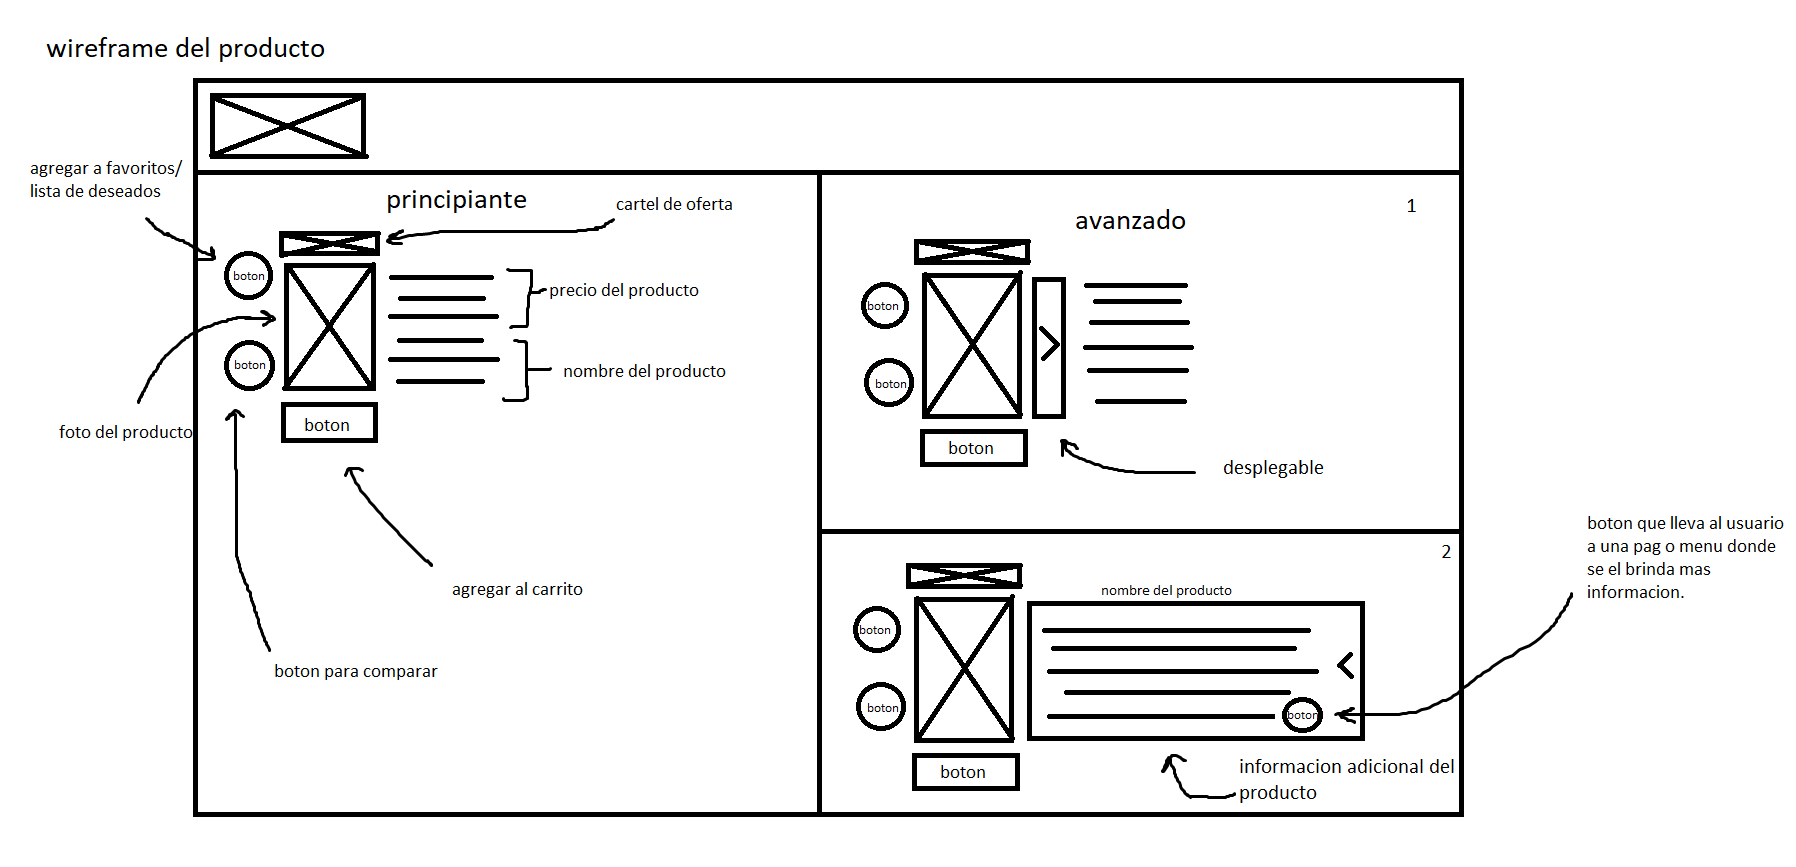 wireframe del producto
agregar a favoritos/
lista de deseados
principiante
cartel de oferta
boton
precio del producto
boton
nombre del producto
foto del producto
boton
agregar al carrito
boton para comparar
1
avanzado
boton
boton
boton
desplegable
2
nombre del producto
boton
boton
boton
boton
informacion adicional del
producto
boton que lleva al usuario
a una pag o menu donde
se el brinda mas
informacion.